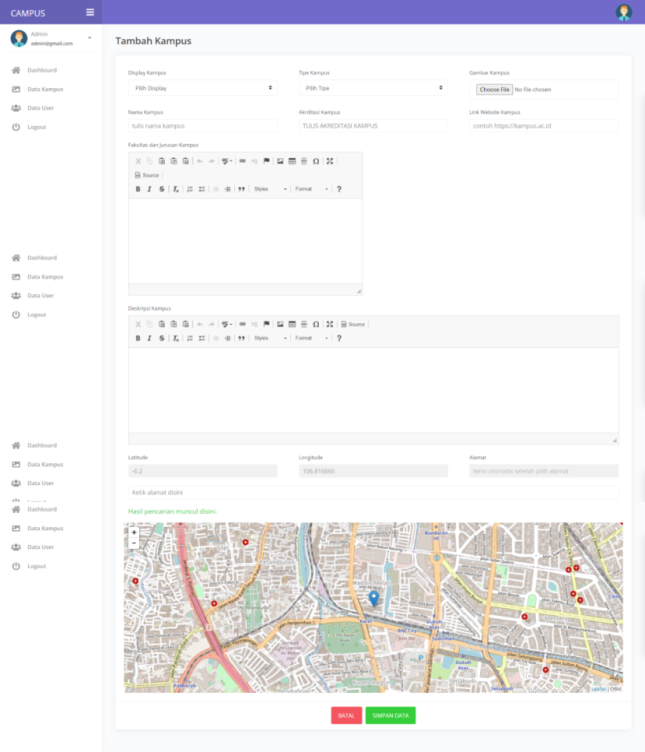 CAMPUS
Admin
admin@gmail.com
Dashboard
Data Kampus
Data User
Logout
Dashboard
Data Kampus
Data User
Logout
Dashboard
Data Kampus
Data User
Dashboard
Data Kampus
Data User
Logout
Tambah Kampus
Display Kampus
Tipe Kampus
Gambar Kampus
Pilih Display
Pilih Tipe
Choose File No file chosen
Nama Kampus
Akriditasi Kampus
Link Website Kampus
tulis nama kampus
TULIS AKREDITASI KAMPUS
contoh https://kampus.ac.id
Fakultas dan Jurusan Kampus
Source
B I S Styles Format ?
Deskripsi Kampus
Source
B I S Styles Format ?
Latitude
Longitude
Alamat
-6.2
106.816666
terisi otomatis setelah pilih alamat
Ketik alamat disini
Hasil pencarian muncul disini.
+
-
Dukuh
Atas
P
Leaflet | OSM
BATAL
SIMPAN DATA